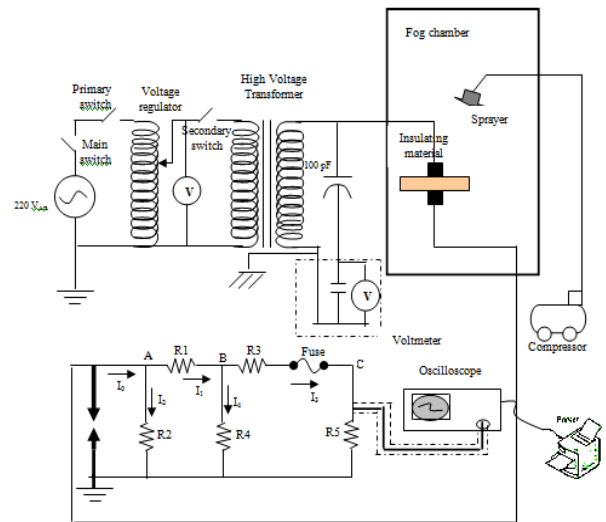 Fog chamber
High Voltage
Transformer
Primary
switch
Voltage
regulator
Sprayer
Secondary
switch
Main
switch
Insulating
material
100 pF
V
220 V
V
Voltmeter
Compressor
A
R1
B
R3
Fuse
C
Oscilloscope
I₀
I₂
I₁
I₄
I₃
R2
R4
R5
Printer